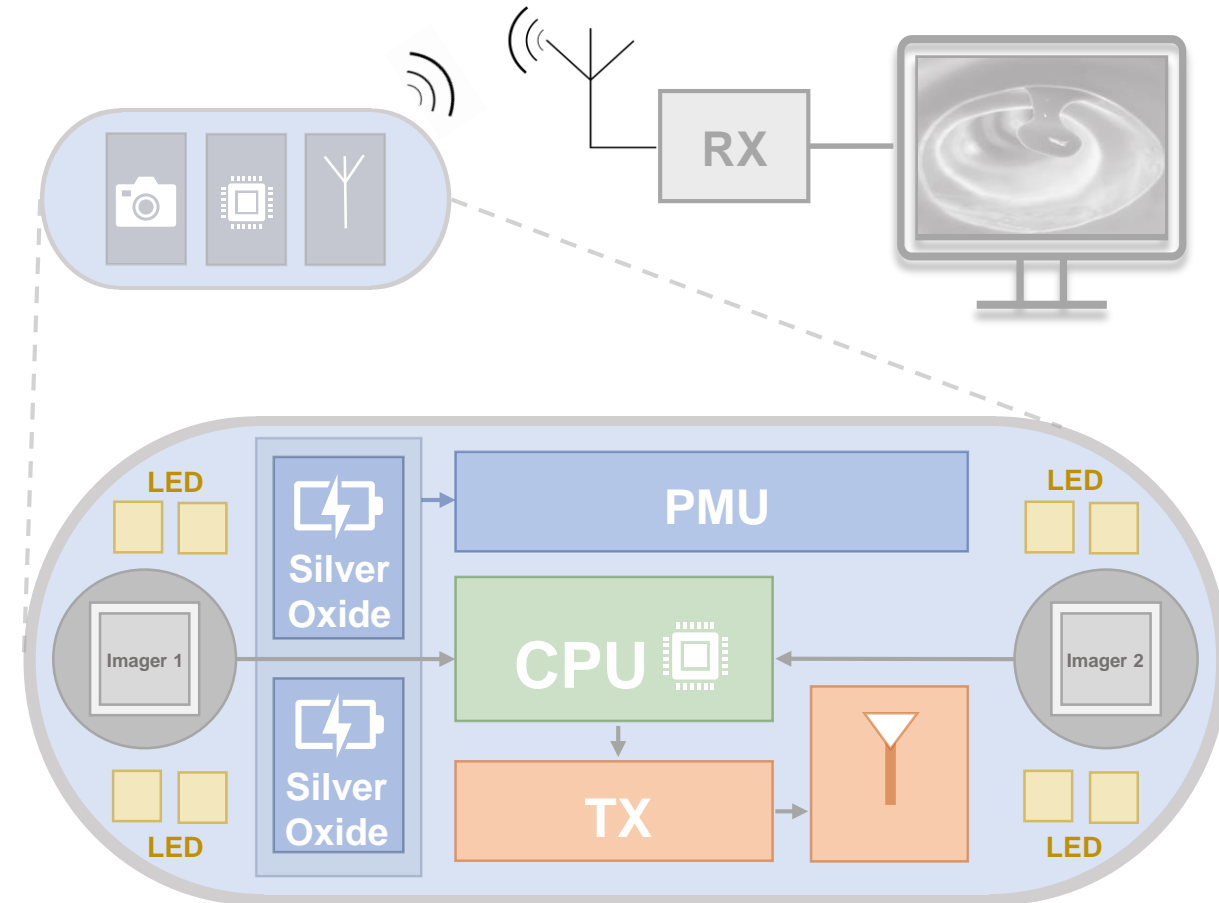 RX
LED
LED
Silver
Oxide
PMU
CPU
Imager 1
Imager 2
Silver
Oxide
TX
LED
LED